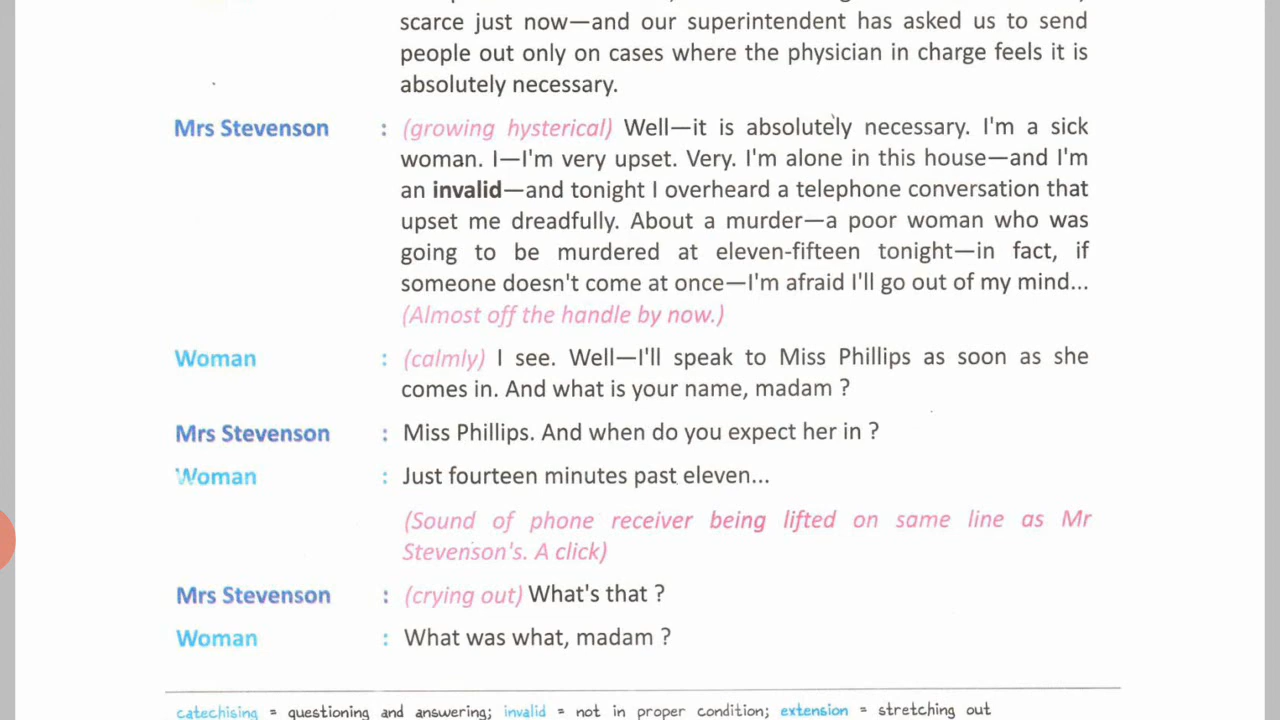 scarce just now—and our superintendent has asked us to send
people out only on cases where the physician in charge feels it is
absolutely necessary.
Mrs Stevenson : (growing hysterical) Well—it is absolutely necessary. I'm a sick
woman. I—I'm very upset. Very. I'm alone in this house—and I'm
an invalid—and tonight I overheard a telephone conversation that
upset me dreadfully. About a murder—a poor woman who was
going to be murdered at eleven-fifteen tonight—in fact, if
someone doesn't come at once—I'm afraid I'll go out of my mind...
(Almost off the handle by now.)
Woman : (calmly) I see. Well—I'll speak to Miss Phillips as soon as she
comes in. And what is your name, madam ?
Mrs Stevenson : Miss Phillips. And when do you expect her in ?
Woman : Just fourteen minutes past eleven...
(Sound of phone receiver being lifted on same line as Mr
Stevenson's. A click)
Mrs Stevenson : (crying out) What's that ?
Woman : What was what, madam ?
catechising = questioning and answering; invalid = not in proper condition; extension = stretching out